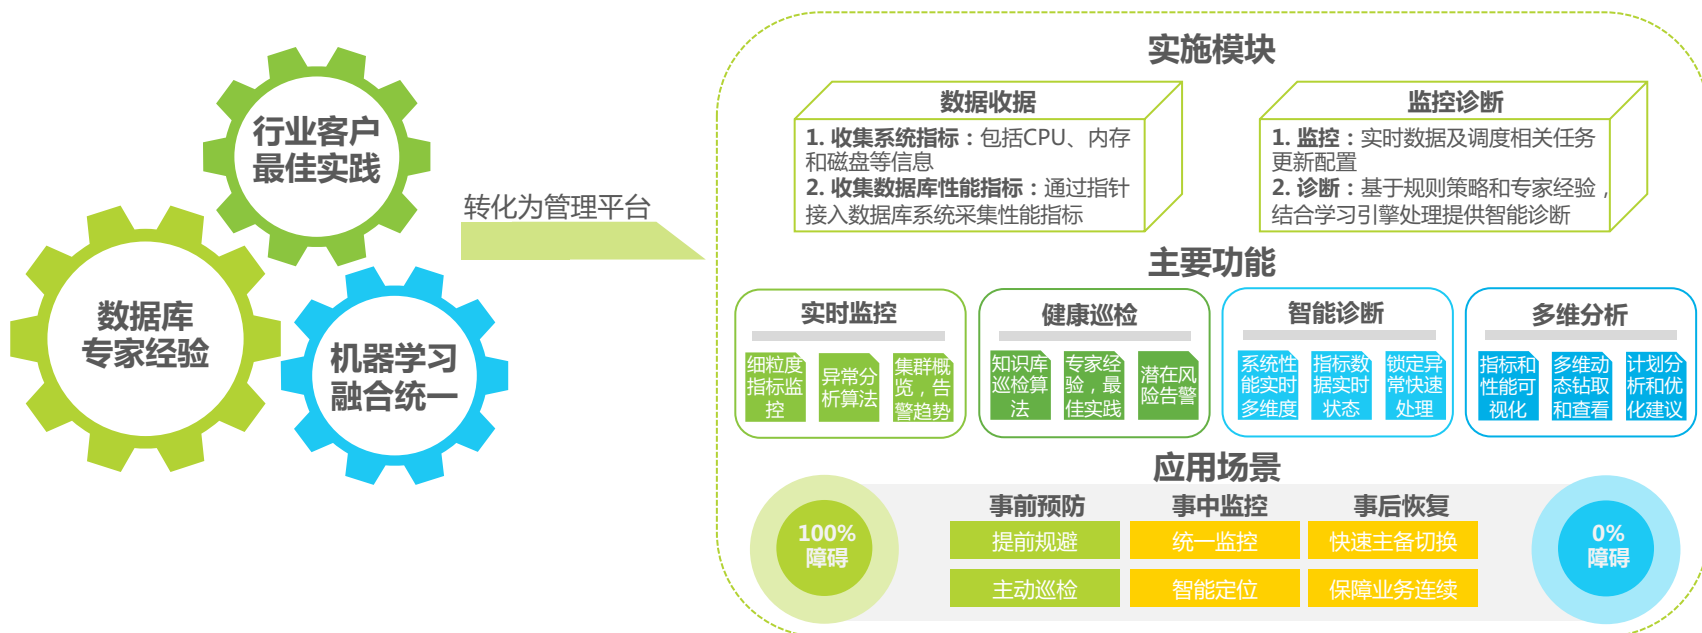 行业客户
最佳实践
数据库
专家经验
机器学习
融合统一
转化为管理平台
实施模块
数据收据
1. 收集系统指标：包括CPU、内存
和磁盘等信息
2. 收集数据库性能指标：通过指针
接入数据库系统采集性能指标
监控诊断
1. 监控：实时数据及调度相关任务
更新配置
2. 诊断：基于规则策略和专家经验，
结合学习引擎处理提供智能诊断
主要功能
实时监控
细粒度
指标监
控
异常分
析算法
集群概
览，告
警趋势
健康巡检
知识库
巡检算
法
专家经
验，最
佳实践
潜在风
险告警
智能诊断
系统性
能实时
多维度
指标数
据实时
状态
锁定异
常快速
处理
多维分析
指标和
性能可
视化
多维动
态钻取
和查看
计划分
析和优
化建议
应用场景
100%
障碍
事前预防
提前规避
主动巡检
事中监控
统一监控
智能定位
事后恢复
快速主备切换
保障业务连续
0%
障碍